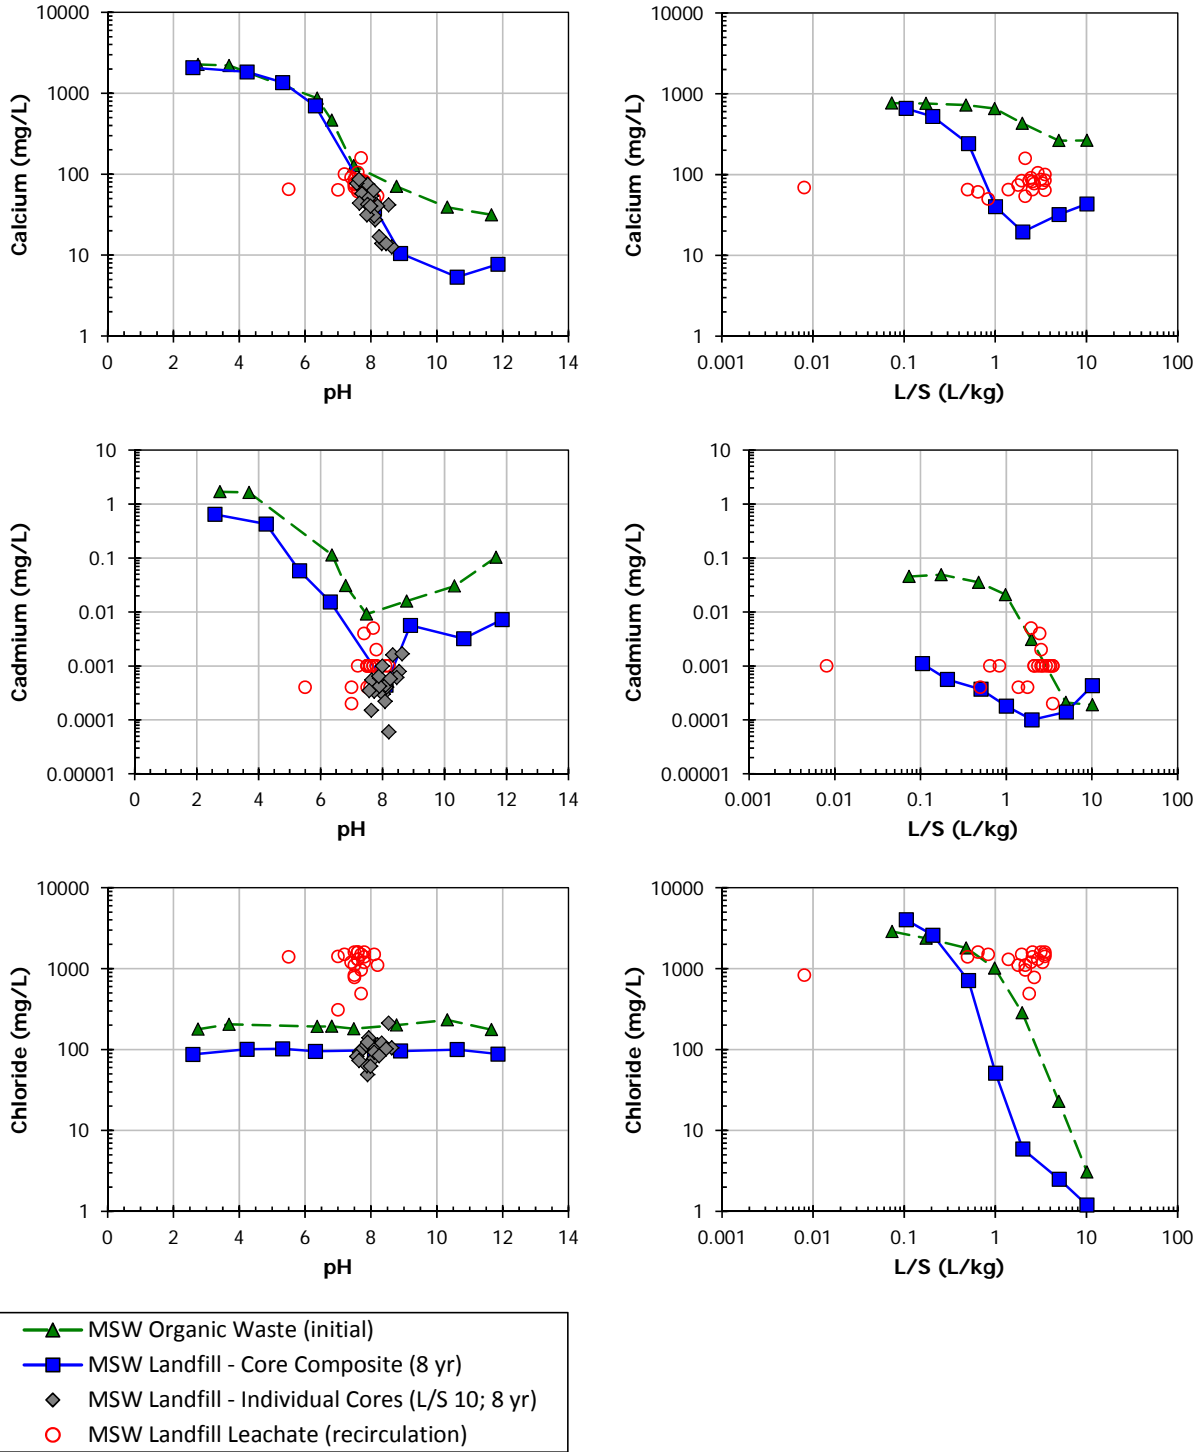 10000
1000
100
10
1
Calcium (mg/L)
0 2 4 6 8 10 12 14
pH
10000
1000
100
10
1
Calcium (mg/L)
0.001 0.01 0.1 1 10 100
L/S (L/kg)
10
1
0.1
0.01
0.001
0.0001
0.00001
Cadmium (mg/L)
0 2 4 6 8 10 12 14
pH
10
1
0.1
0.01
0.001
0.0001
0.00001
Cadmium (mg/L)
0.001 0.01 0.1 1 10 100
L/S (L/kg)
10000
1000
100
10
1
Chloride (mg/L)
0 2 4 6 8 10 12 14
pH
10000
1000
100
10
1
Chloride (mg/L)
0.001 0.01 0.1 1 10 100
L/S (L/kg)
MSW Organic Waste (initial)
MSW Landfill - Core Composite (8 yr)
MSW Landfill - Individual Cores (L/S 10; 8 yr)
MSW Landfill Leachate (recirculation)